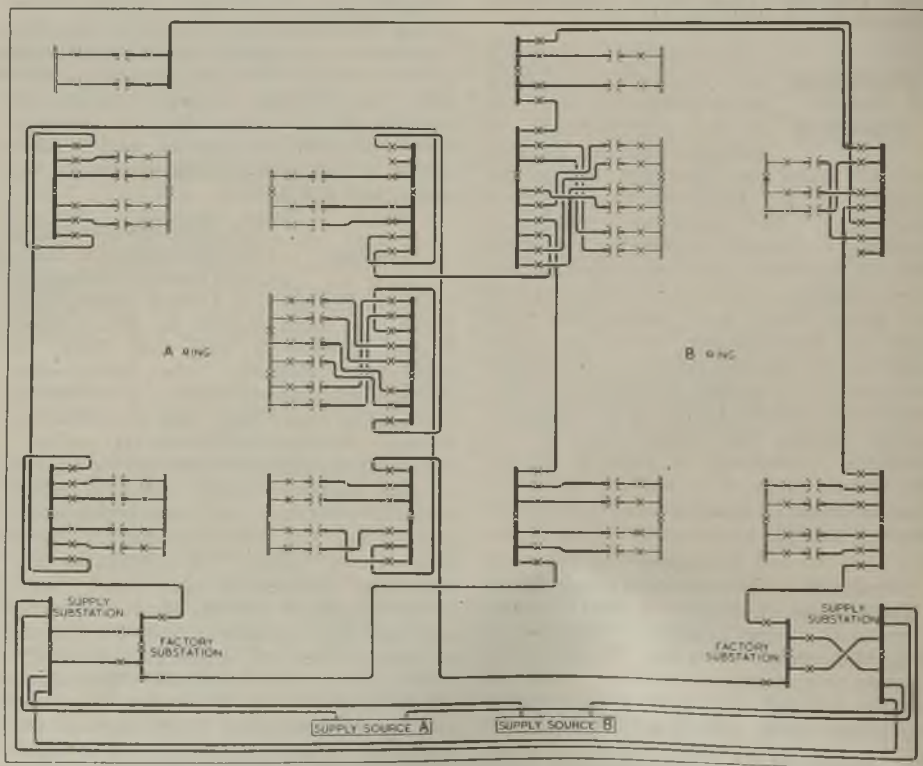 A RING
B RING
SUPPLY
SUBSTATION
FACTORY
SUBSTATION
SUPPLY
SUBSTATION
FACTORY
SUBSTATION
SUPPLY SOURCE A
SUPPLY SOURCE B